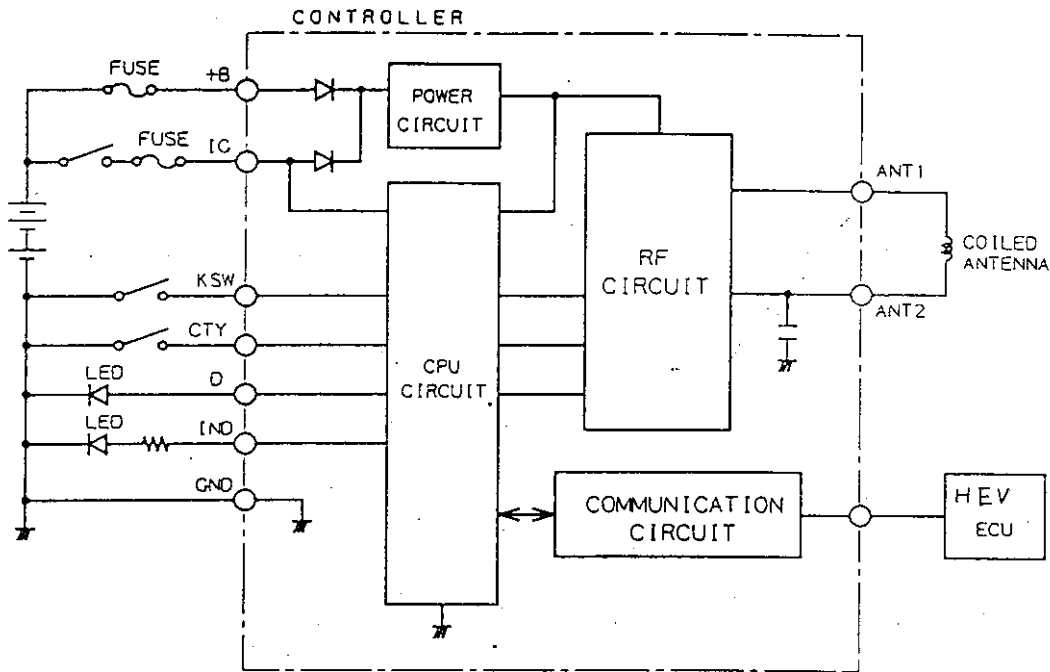 CONTROLLER
FUSE
+B
FUSE
IG
POWER
CIRCUIT
ANT1
COILED
ANTENNA
RF
CIRCUIT
KSW
ANT2
CTY
CPU
CIRCUIT
LED
D
LED
IND
GND
COMMUNICATION
CIRCUIT
HEV
ECU